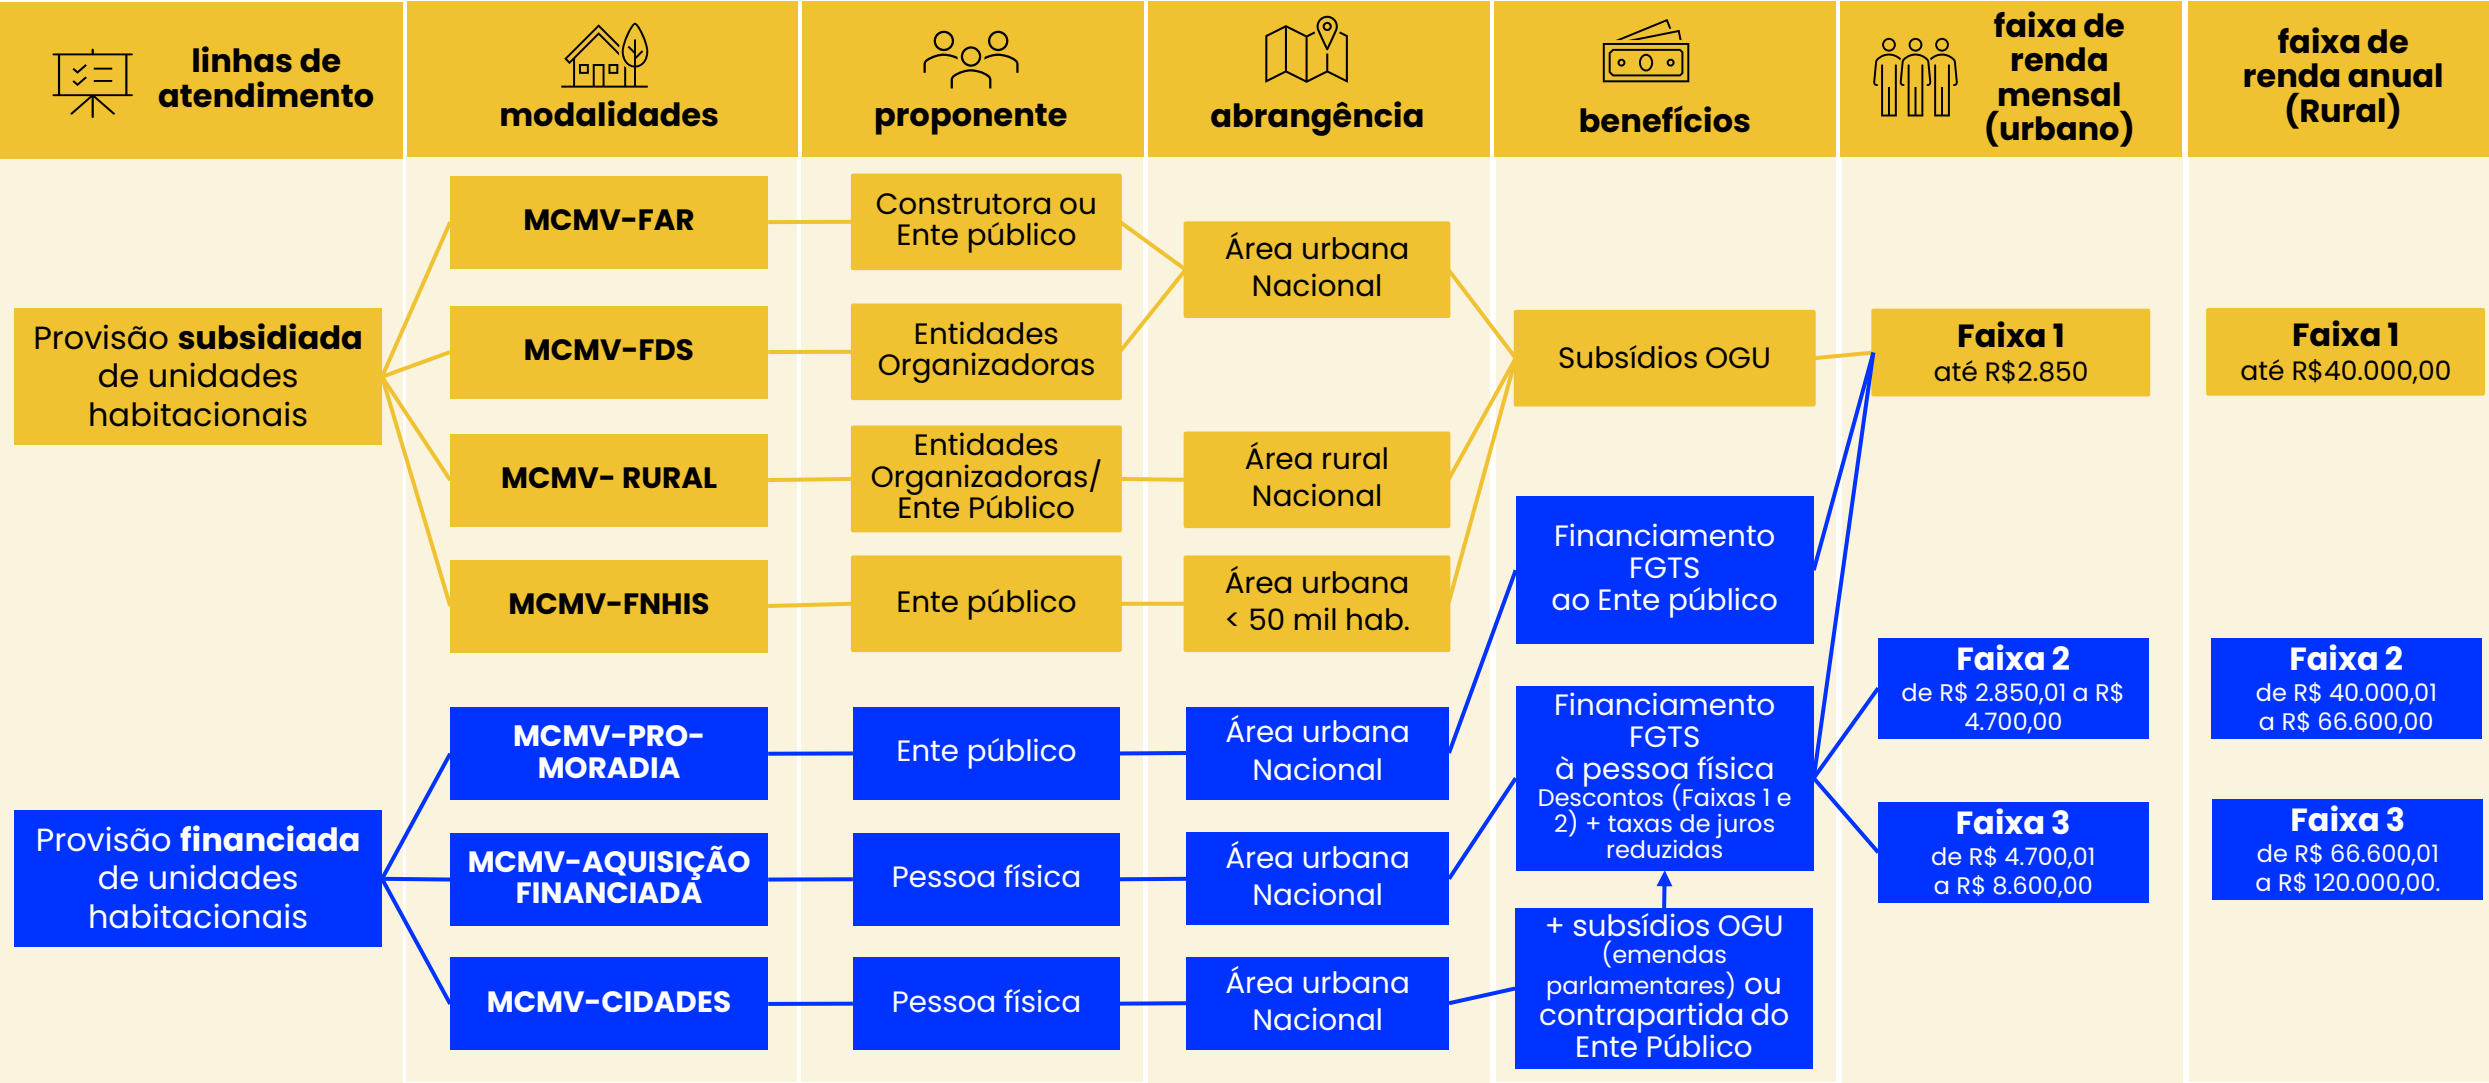 linhas de
atendimento
modalidades
proponente
abrangência
benefícios
faixa de
renda
mensal
(urbano)
faixa de
renda anual
(Rural)
Provisão subsidiada
de unidades
habitacionais
MCMV-FAR
Construtora ou
Ente público
MCMV-FDS
Entidades
Organizadoras
Área urbana
Nacional
MCMV- RURAL
Entidades
Organizadoras/
Ente Público
Área rural
Nacional
MCMV-FNHIS
Ente público
Área urbana
< 50 mil hab.
Subsídios OGU
Faixa 1
até R$2.850
Faixa 1
até R$40.000,00
Provisão financiada
de unidades
habitacionais
MCMV-PRO-
MORADIA
Ente público
Área urbana
Nacional
Financiamento
FGTS
ao Ente público
MCMV-AQUISIÇÃO
FINANCIADA
Pessoa física
Área urbana
Nacional
Financiamento
FGTS
à pessoa física
Descontos (Faixas 1 e
2) + taxas de juros
reduzidas
MCMV-CIDADES
Pessoa física
Área urbana
Nacional
+ subsídios OGU
(emendas
parlamentares) ou
contrapartida do
Ente Público
Faixa 2
de R$ 2.850,01 a R$
4.700,00
Faixa 2
de R$ 40.000,01
a R$ 66.600,00
Faixa 3
de R$ 4.700,01
a R$ 8.600,00
Faixa 3
de R$ 66.600,01
a R$ 120.000,00.